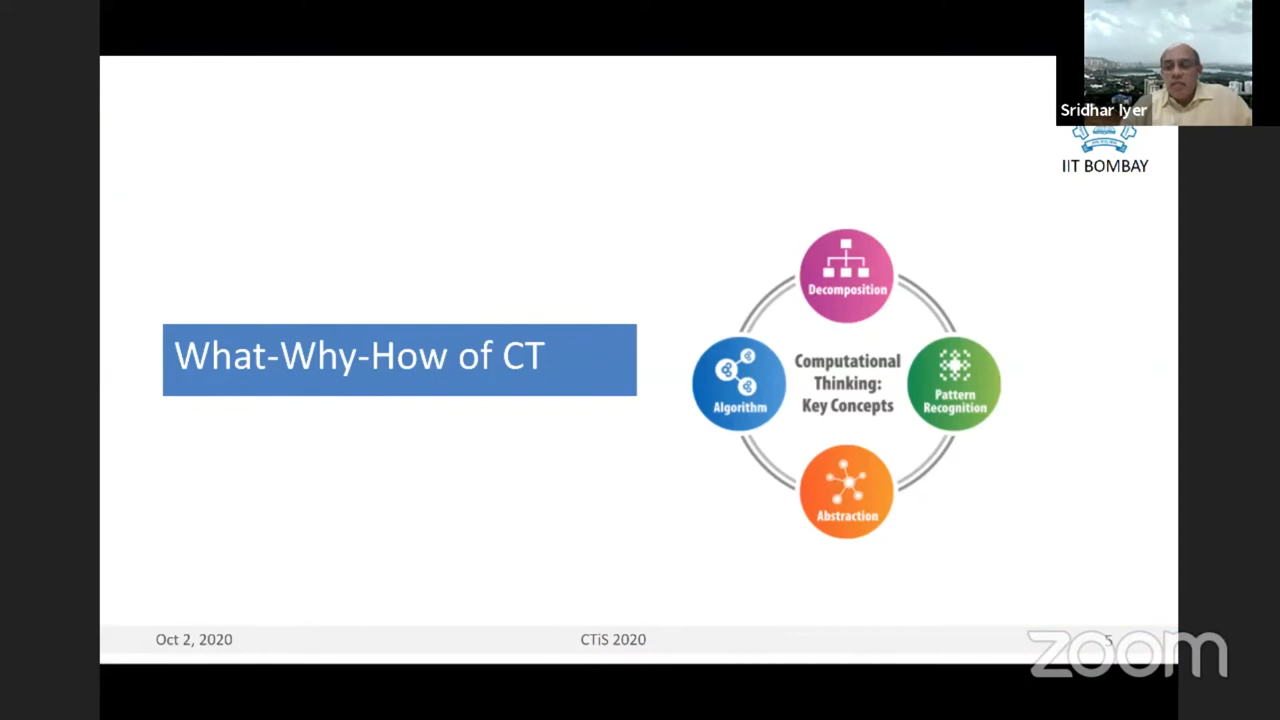 Sridhar Iyer
IIT BOMBAY
What-Why-How of CT
Decomposition
Computational
Thinking:
Key Concepts
Algorithm
Pattern
Recognition
Abstraction
Oct 2, 2020
CTiS 2020
5
zoom